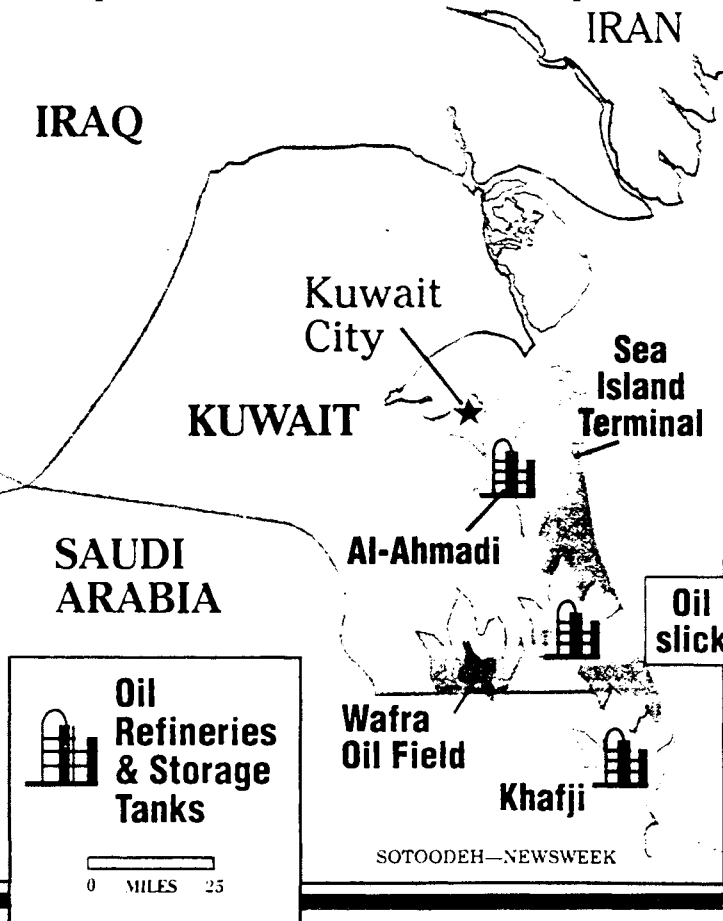 IRAN
IRAQ
Kuwait
City
Sea
Island
Terminal
KUWAIT
Al-Ahmadi
SAUDI
ARABIA
Oil
slick
Oil
Refineries
& Storage
Tanks
Wafra
Oil Field
Khafji
SOTOODEH—NEWSWEEK
0 MILES 25